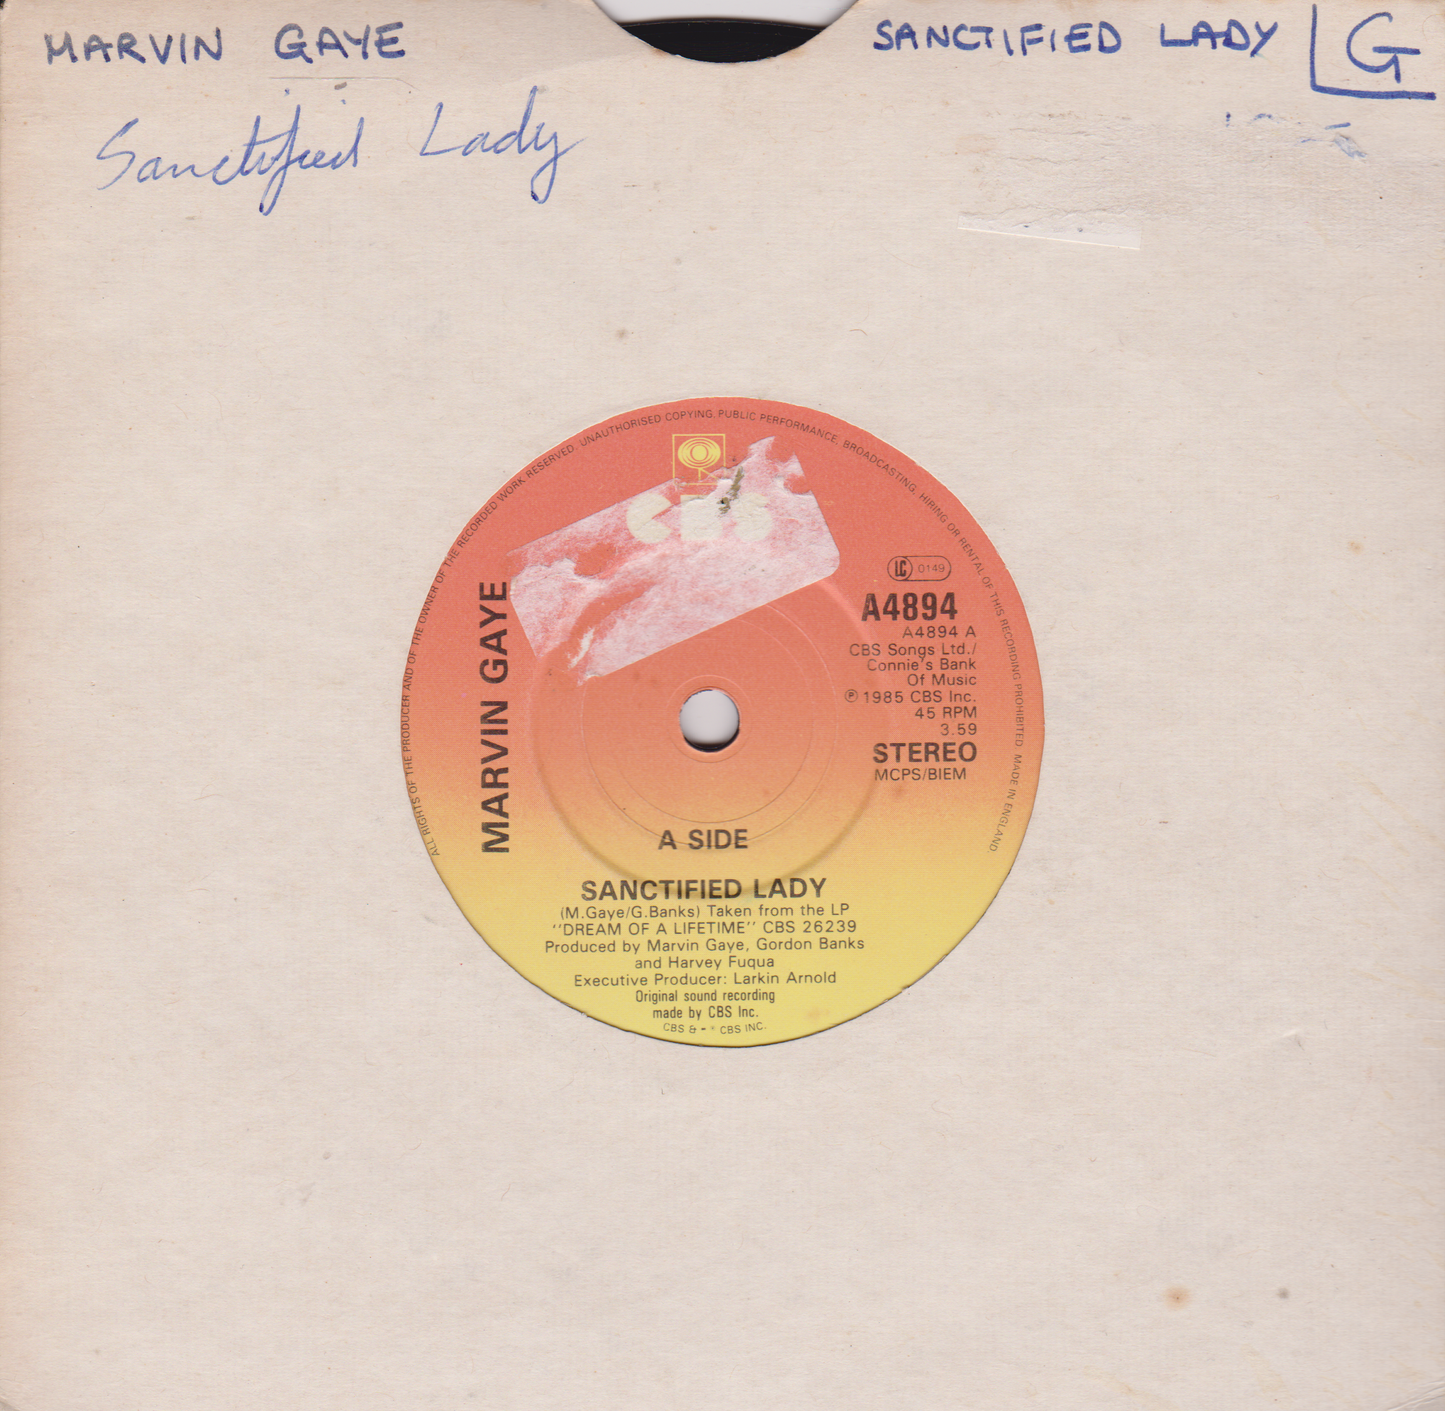 MARVIN GAYE
SANCTIFIED LADY
G
Sanctified Lady
ALL RIGHTS OF THE PRODUCER AND OF THE OWNER OF THE RECORDED WORK RESERVED. UNAUTHORISED COPYING, PUBLIC PERFORMANCE, BROADCASTING, HIRING OR RENTAL OF THIS RECORDING PROHIBITED. MADE IN ENGLAND.
CBS
MARVIN GAYE
LC 0149
A4894
A4894 A
CBS Songs Ltd./
Connie's Bank
Of Music
℗ 1985 CBS Inc.
45 RPM
3.59
STEREO
MCPS/BIEM
A SIDE
SANCTIFIED LADY
(M.Gaye/G.Banks) Taken from the LP
"DREAM OF A LIFETIME" CBS 26239
Produced by Marvin Gaye, Gordon Banks
and Harvey Fuqua
Executive Producer: Larkin Arnold
Original sound recording
made by CBS Inc.
CBS & - * CBS INC.